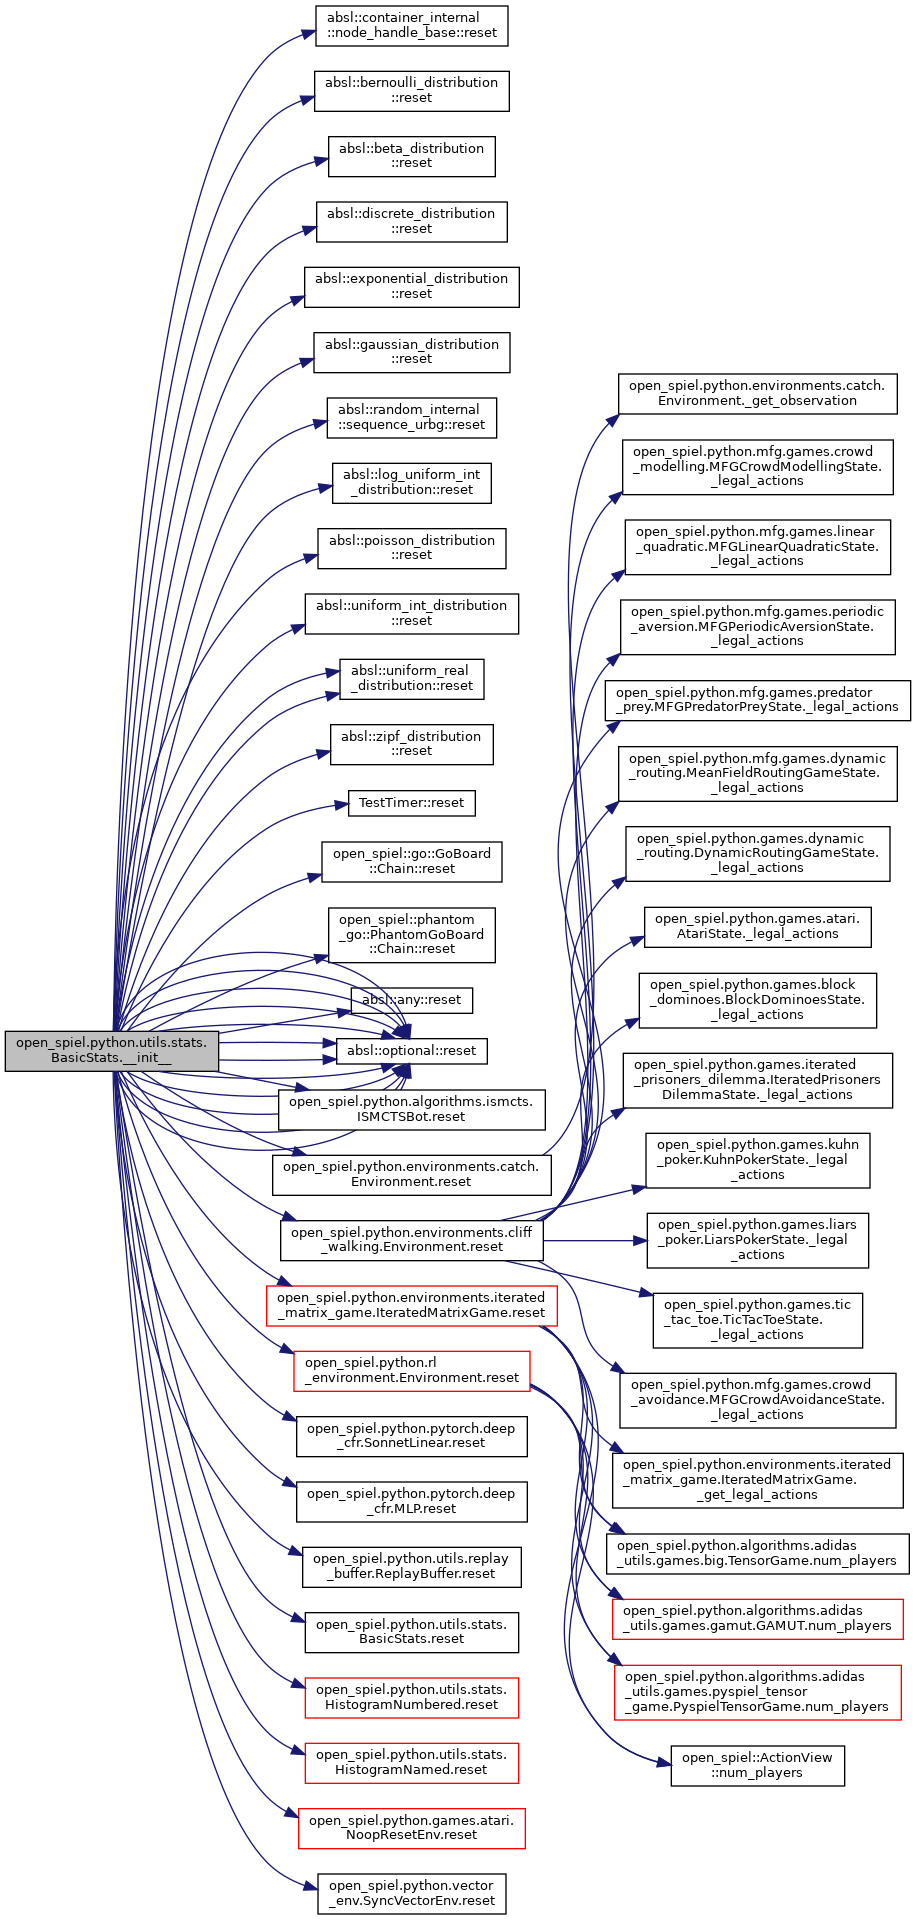 open_spiel.python.utils.stats.
BasicStats.__init__
absl::container_internal
::node_handle_base::reset
absl::bernoulli_distribution
::reset
absl::beta_distribution
::reset
absl::discrete_distribution
::reset
absl::exponential_distribution
::reset
absl::gaussian_distribution
::reset
absl::random_internal
::sequence_urbg::reset
absl::log_uniform_int
_distribution::reset
absl::poisson_distribution
::reset
absl::uniform_int_distribution
::reset
absl::uniform_real
_distribution::reset
absl::zipf_distribution
::reset
TestTimer::reset
open_spiel::go::GoBoard
::Chain::reset
open_spiel::phantom
_go::PhantomGoBoard
::Chain::reset
absl::any::reset
absl::optional::reset
open_spiel.python.algorithms.ismcts.
ISMCTSBot.reset
open_spiel.python.environments.catch.
Environment.reset
open_spiel.python.environments.cliff
_walking.Environment.reset
open_spiel.python.environments.iterated
_matrix_game.IteratedMatrixGame.reset
open_spiel.python.rl
_environment.Environment.reset
open_spiel.python.pytorch.deep
_cfr.SonnetLinear.reset
open_spiel.python.pytorch.deep
_cfr.MLP.reset
open_spiel.python.utils.replay
_buffer.ReplayBuffer.reset
open_spiel.python.utils.stats.
BasicStats.reset
open_spiel.python.utils.stats.
HistogramNumbered.reset
open_spiel.python.utils.stats.
HistogramNamed.reset
open_spiel.python.games.atari.
NoopResetEnv.reset
open_spiel.python.vector
_env.SyncVectorEnv.reset
open_spiel.python.environments.catch.
Environment._get_observation
open_spiel.python.mfg.games.crowd
_modelling.MFGCrowdModellingState.
_legal_actions
open_spiel.python.mfg.games.linear
_quadratic.MFGLinearQuadraticState.
_legal_actions
open_spiel.python.mfg.games.periodic
_aversion.MFGPeriodicAversionState.
_legal_actions
open_spiel.python.mfg.games.predator
_prey.MFGPredatorPreyState._legal_actions
open_spiel.python.mfg.games.dynamic
_routing.MeanFieldRoutingGameState.
_legal_actions
open_spiel.python.games.dynamic
_routing.DynamicRoutingGameState.
_legal_actions
open_spiel.python.games.atari.
AtariState._legal_actions
open_spiel.python.games.block
_dominoes.BlockDominoesState.
_legal_actions
open_spiel.python.games.iterated
_prisoners_dilemma.IteratedPrisoners
DilemmaState._legal_actions
open_spiel.python.games.kuhn
_poker.KuhnPokerState._legal
_actions
open_spiel.python.games.liars
_poker.LiarsPokerState._legal
_actions
open_spiel.python.games.tic
_tac_toe.TicTacToeState.
_legal_actions
open_spiel.python.mfg.games.crowd
_avoidance.MFGCrowdAvoidanceState.
_legal_actions
open_spiel.python.environments.iterated
_matrix_game.IteratedMatrixGame.
_get_legal_actions
open_spiel.python.algorithms.adidas
_utils.games.big.TensorGame.num_players
open_spiel.python.algorithms.adidas
_utils.games.gamut.GAMUT.num_players
open_spiel.python.algorithms.adidas
_utils.games.pyspiel_tensor
_game.PyspielTensorGame.num_players
open_spiel::ActionView
::num_players